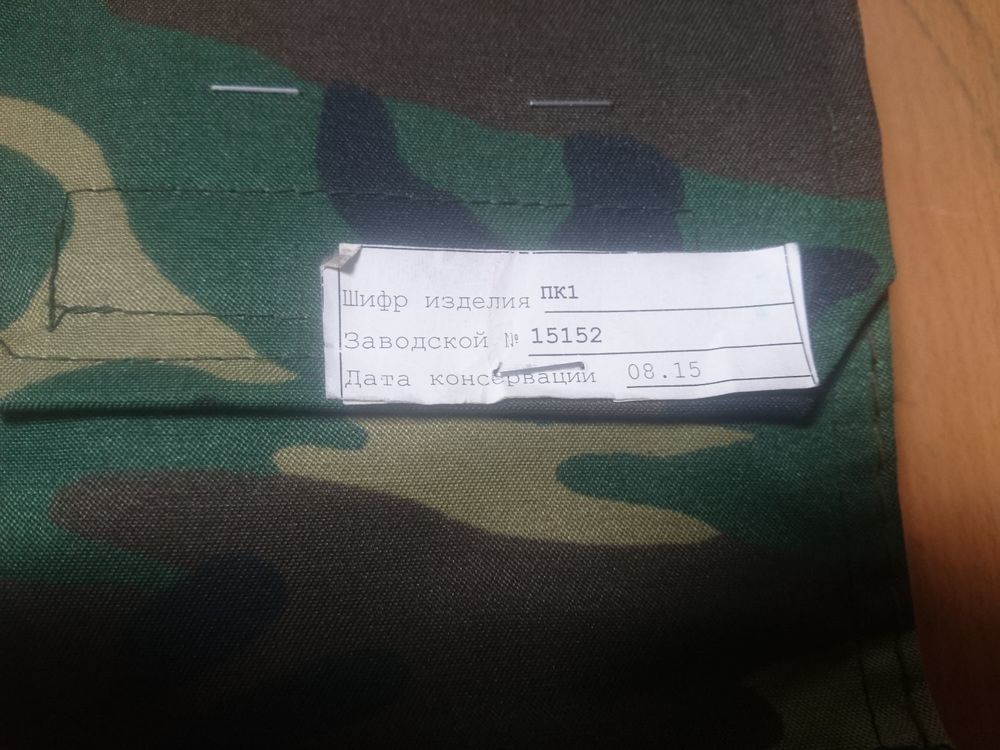 Шифр изделия ПК1
Заводской № 15152
Дата консервации 08.15